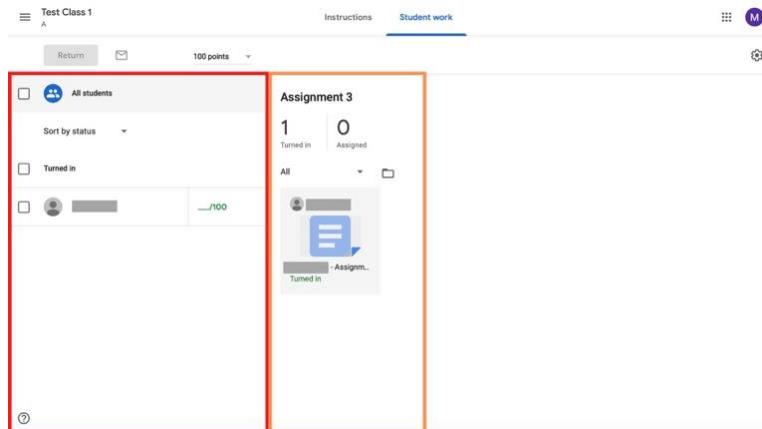 Test Class 1
A
Instructions
Student work
M
Return
100 points
All students
Sort by status
Turned in
__/100
Assignment 3
1
Turned in
0
Assigned
All
- Assignm...
Turned in
?